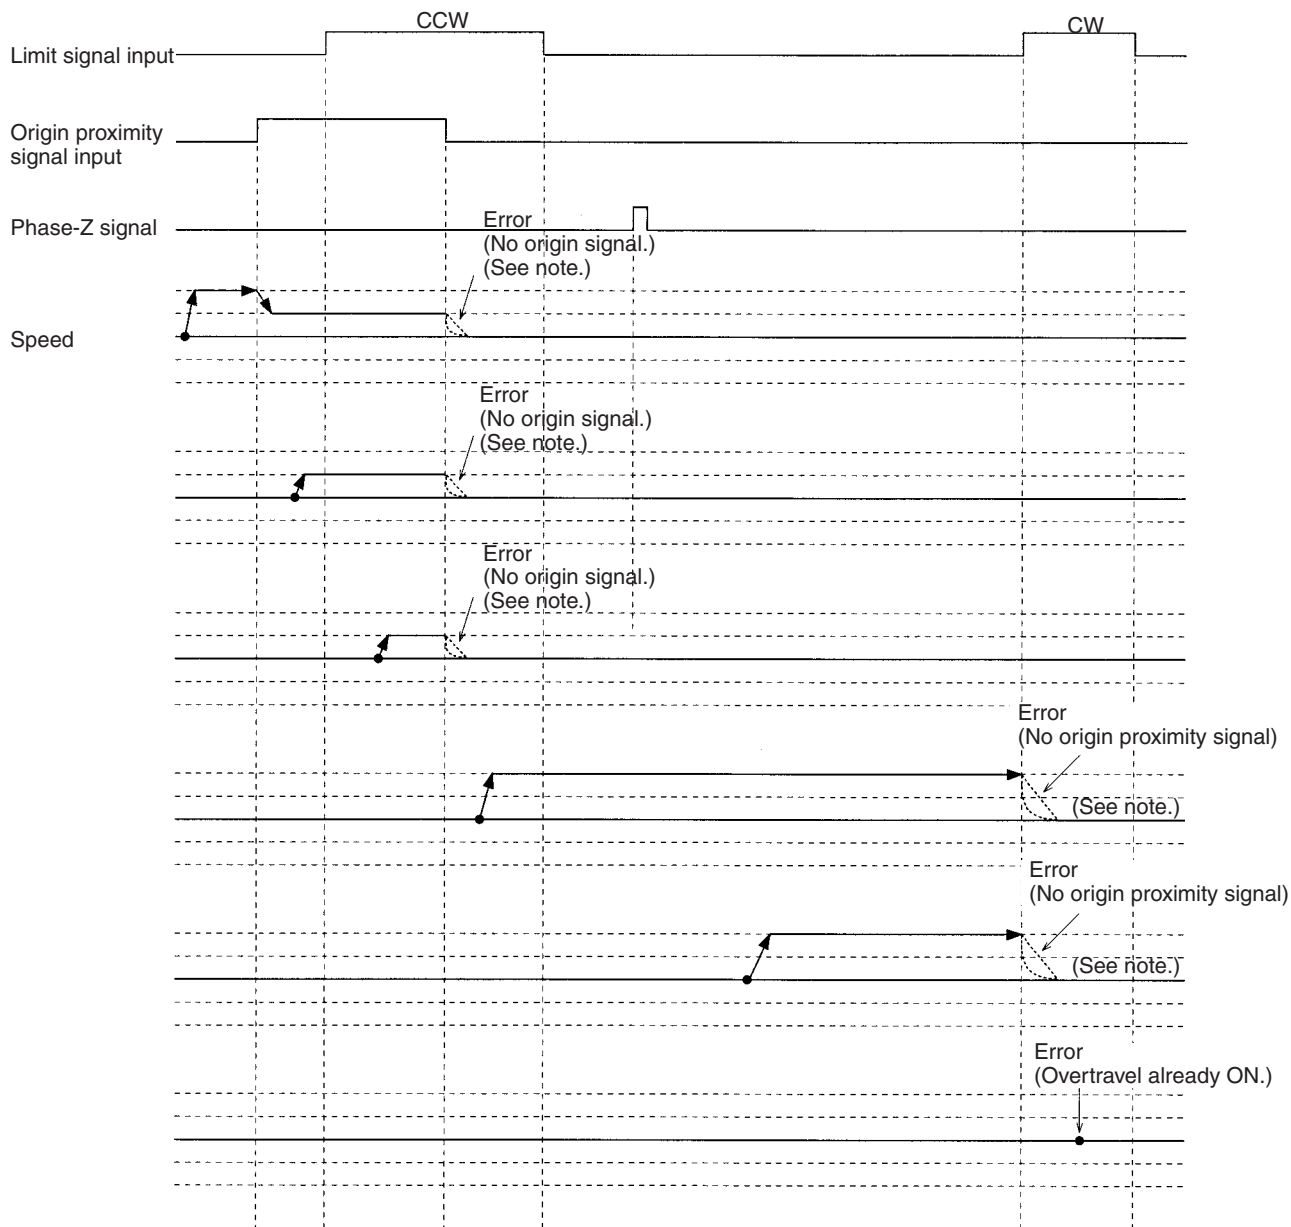 CCW
CW
Limit signal input
Origin proximity
signal input
Phase-Z signal
Error
(No origin signal.)
(See note.)
Speed
Error
(No origin signal.)
(See note.)
Error
(No origin signal.)
(See note.)
Error
(No origin proximity signal)
(See note.)
Error
(No origin proximity signal)
(See note.)
Error
(Overtravel already ON.)